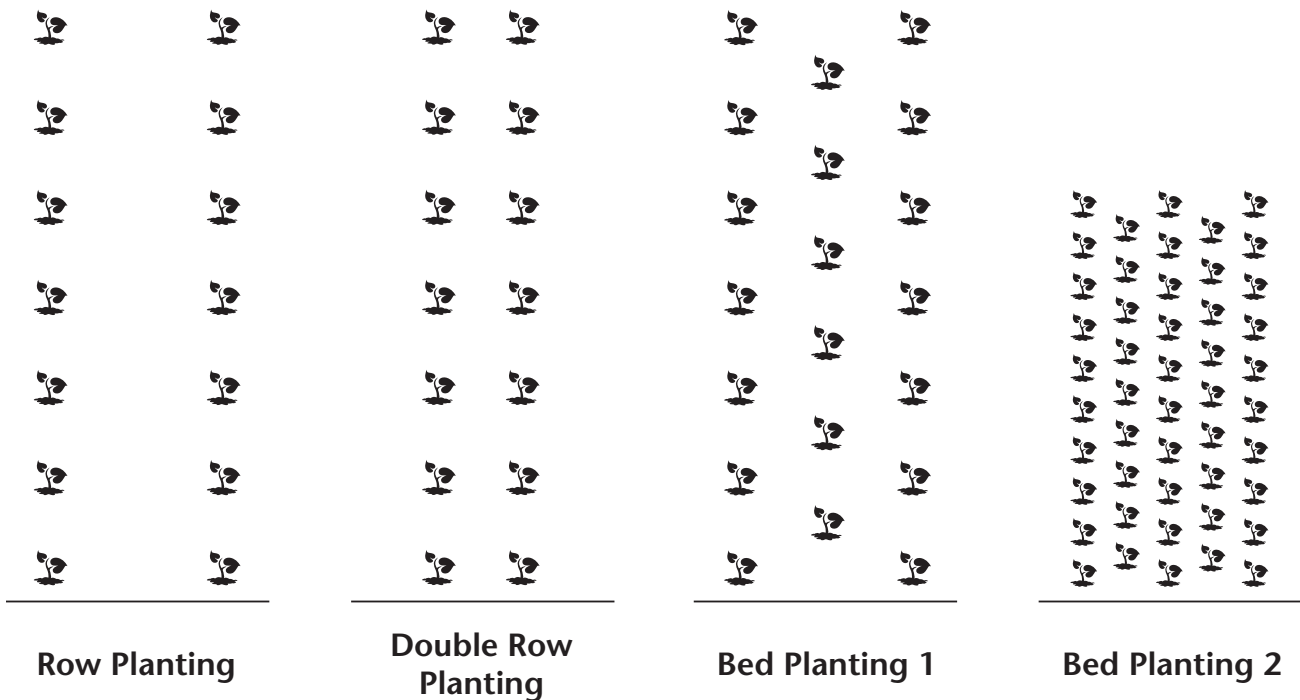 Row Planting
Double Row
Planting
Bed Planting 1
Bed Planting 2